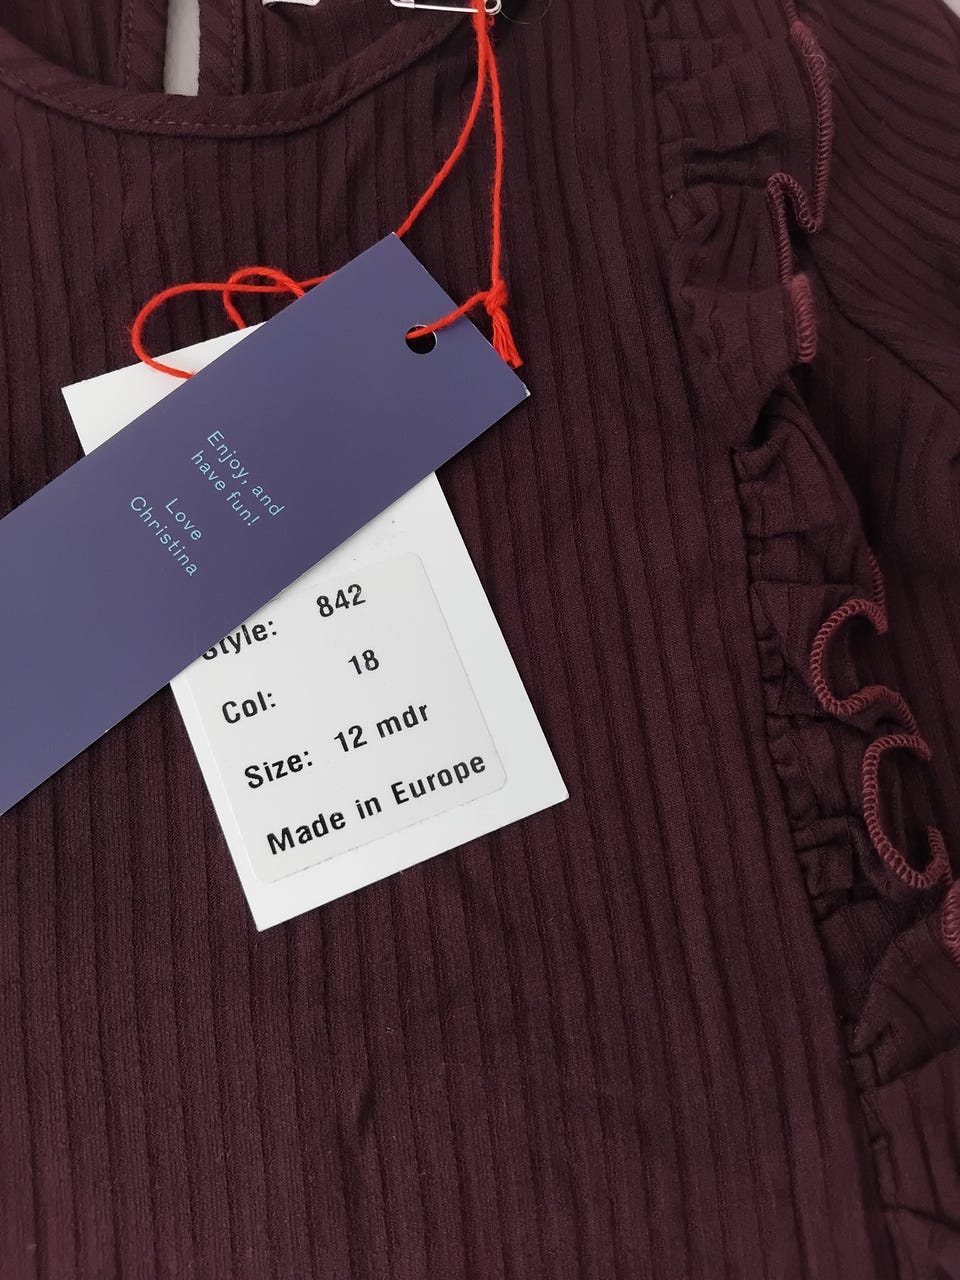 Enjoy, and
have fun!
Love
Christina
Style: 842
Col: 18
Size: 12 mdr
Made in Europe